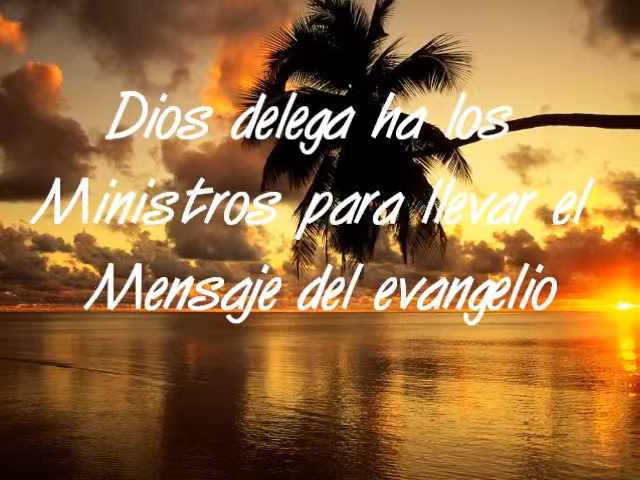 Dios delega ha los
Ministros para llevar el
Mensaje del evangelio